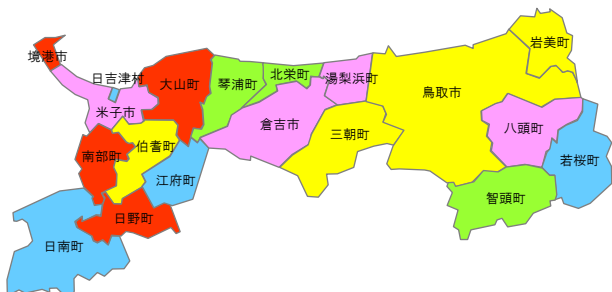 岩美町
境港市
日吉津村
大山町
琴浦町
北栄町
湯梨浜町
鳥取市
米子市
倉吉市
三朝町
八頭町
伯耆町
南部町
江府町
若桜町
智頭町
日野町
日南町